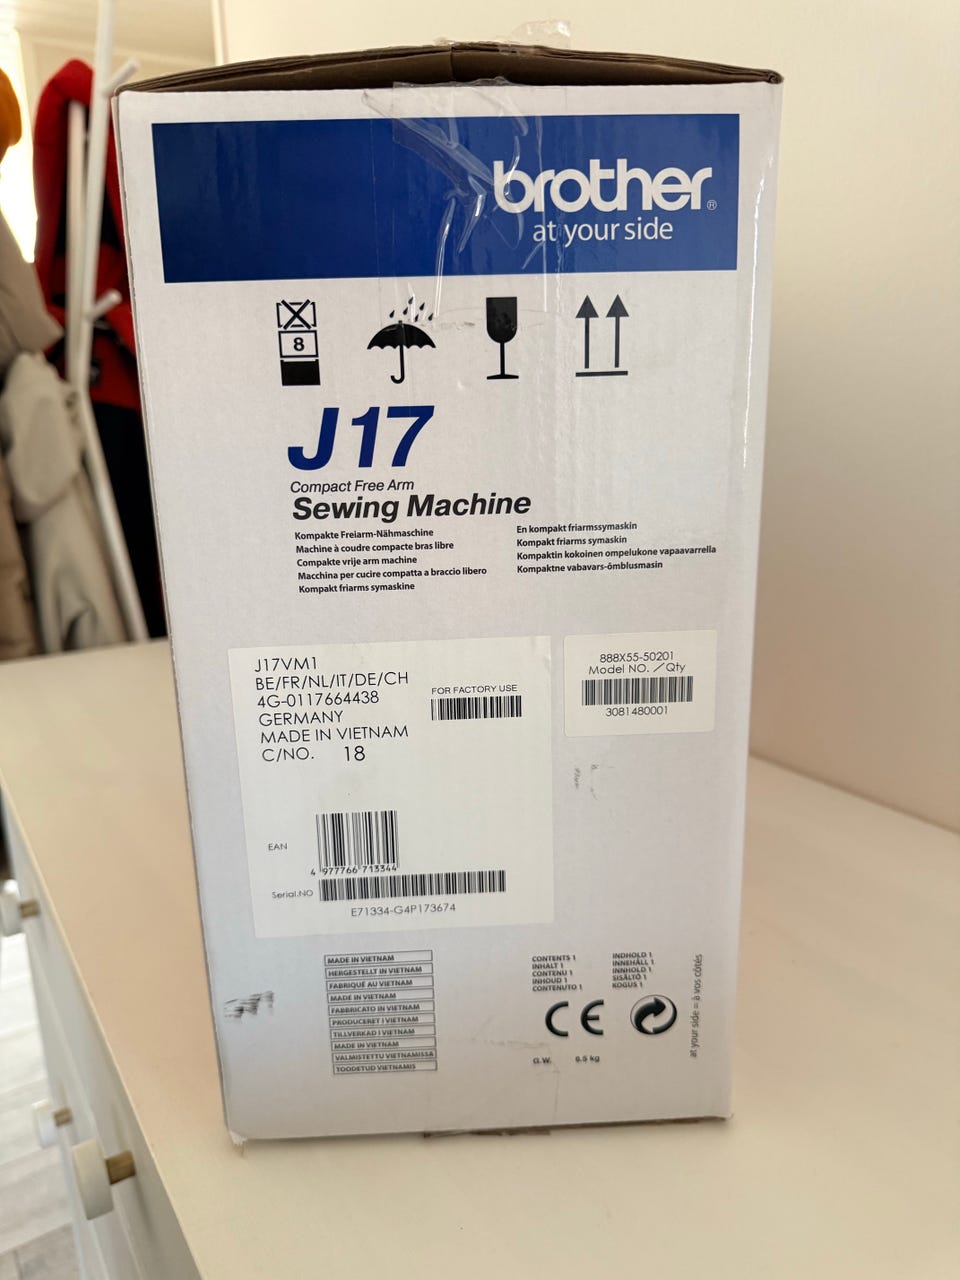 brother®
at your side
8
J17
Compact Free Arm
Sewing Machine
Kompakte Freiarm-Nähmaschine
Machine à coudre compacte bras libre
Compacte vrije arm machine
Macchina per cucire compatta a braccio libero
Kompakt friarms symaskine
En kompakt friarmssymaskin
Kompakt friarms symaskin
Kompaktin kokoinen ompelukone vapaavarrella
Kompaktne vabavars-õmblusmasin
J17VM1
BE/FR/NL/IT/DE/CH
4G-0117664438
GERMANY
MADE IN VIETNAM
C/NO. 18
FOR FACTORY USE
EAN
4 977766 713344
Serial.NO
E71334-G4P173674
888X55-50201
Model NO. ／Qty
3081480001
MADE IN VIETNAM
HERGESTELLT IN VIETNAM
FABRIQUÉ AU VIETNAM
MADE IN VIETNAM
FABBRICATO IN VIETNAM
PRODUCERET I VIETNAM
TILLVERKAD I VIETNAM
MADE IN VIETNAM
VALMISTETTU VIETNAMISSA
TOODETUD VIETNAMIS
CONTENTS 1
INHALT 1
CONTENU 1
INHOUD 1
CONTENUTO 1
INDHOLD 1
INNEHÅLL 1
INNHOLD 1
SISÄLTÖ 1
KOGUS 1
CE
G.W. 6.5 kg
at your side = à vos côtés